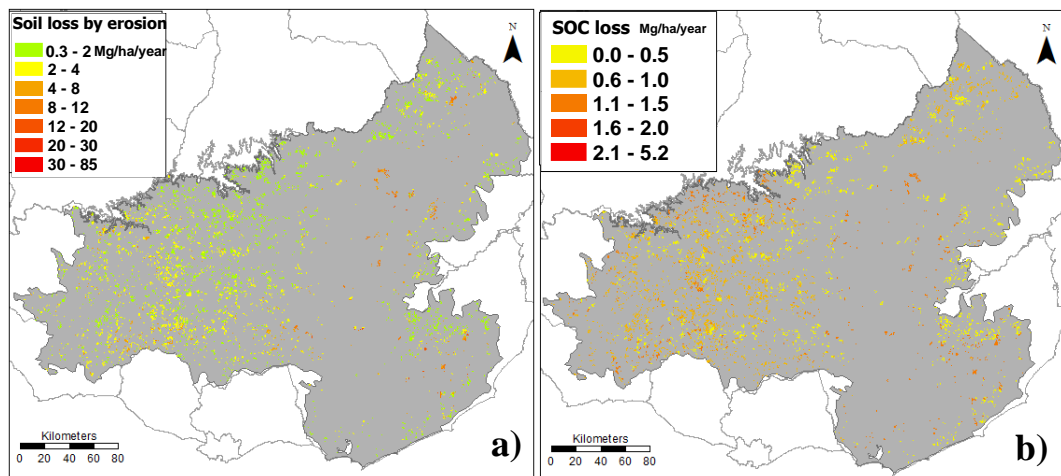 Soil loss by erosion
0.3 - 2 Mg/ha/year
2 - 4
4 - 8
8 - 12
12 - 20
20 - 30
30 - 85
N
Kilometers
0 20 40 60 80
a)
SOC loss Mg/ha/year
0.0 - 0.5
0.6 - 1.0
1.1 - 1.5
1.6 - 2.0
2.1 - 5.2
N
Kilometers
0 20 40 60 80
b)